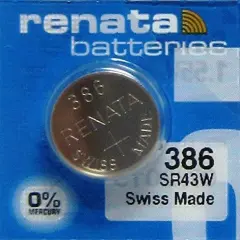 renata
batteries
386
RENATA
SWISS MADE
386
SR43W
Swiss Made
0%
MERCURY